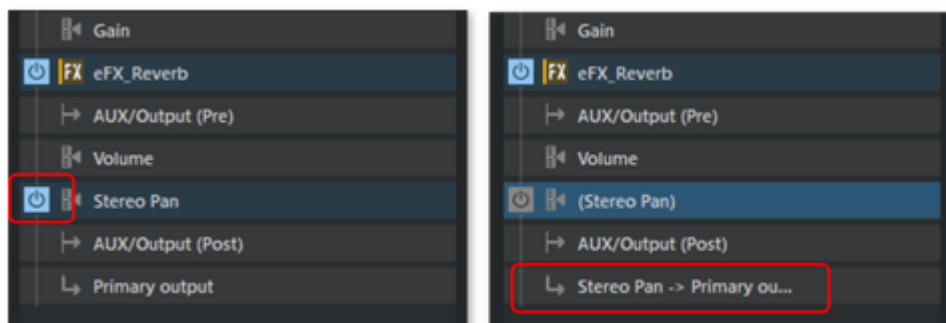 Gain
FX eFX_Reverb
AUX/Output (Pre)
Volume
Stereo Pan
AUX/Output (Post)
Primary output
Gain
FX eFX_Reverb
AUX/Output (Pre)
Volume
(Stereo Pan)
AUX/Output (Post)
Stereo Pan -> Primary ou...